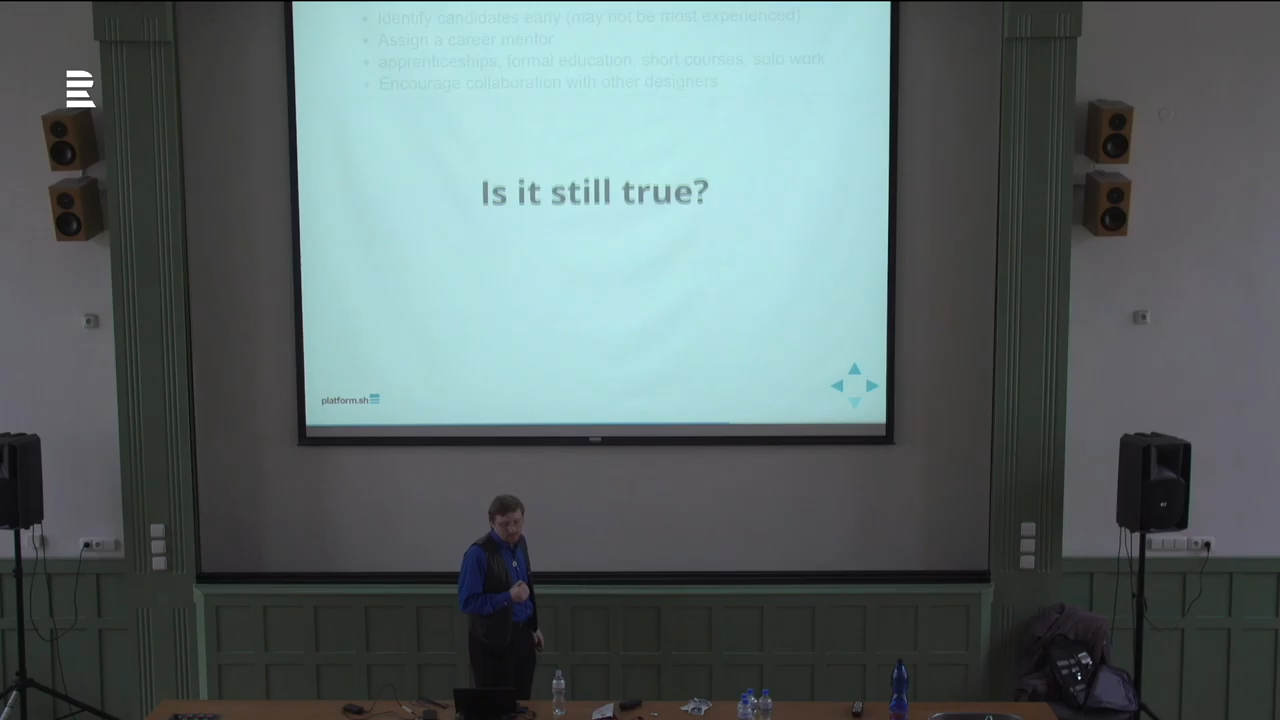 • Identify candidates early (may not be most experienced)
• Assign a career mentor
• apprenticeships, formal education, short courses, solo work
• Encourage collaboration with other designers
Is it still true?
platform.sh